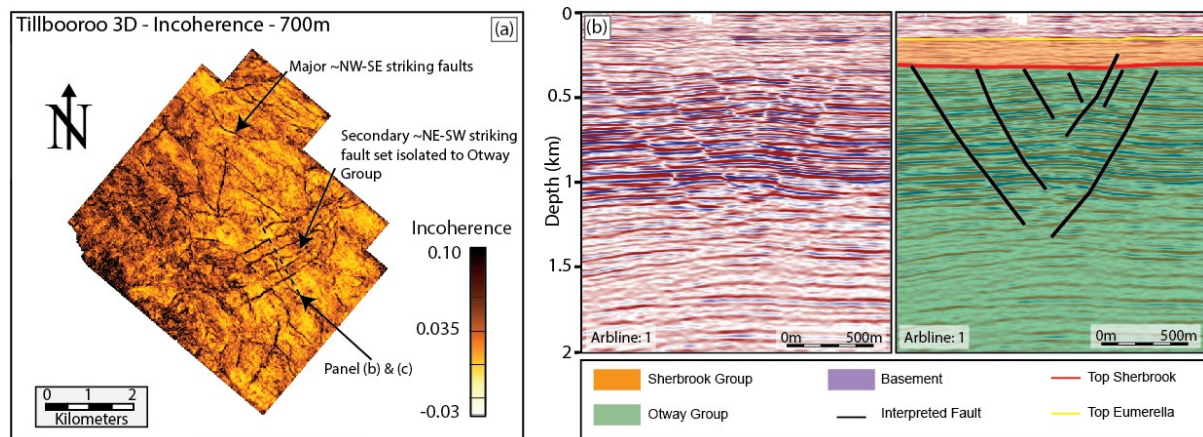 Tillbooroo 3D - Incoherence - 700m
(a)
Major ~NW-SE striking faults
N
Secondary ~NE-SW striking
fault set isolated to Otway
Group
Incoherence
0.10
0.035
-0.03
Panel (b) & (c)
0 1 2
Kilometers
(b)
Depth (km)
0
0.5
1
1.5
2
Arbline: 1
0m 500m
Arbline: 1
0m 500m
Sherbrook Group
Basement
Top Sherbrook
Otway Group
Interpreted Fault
Top Eumerella